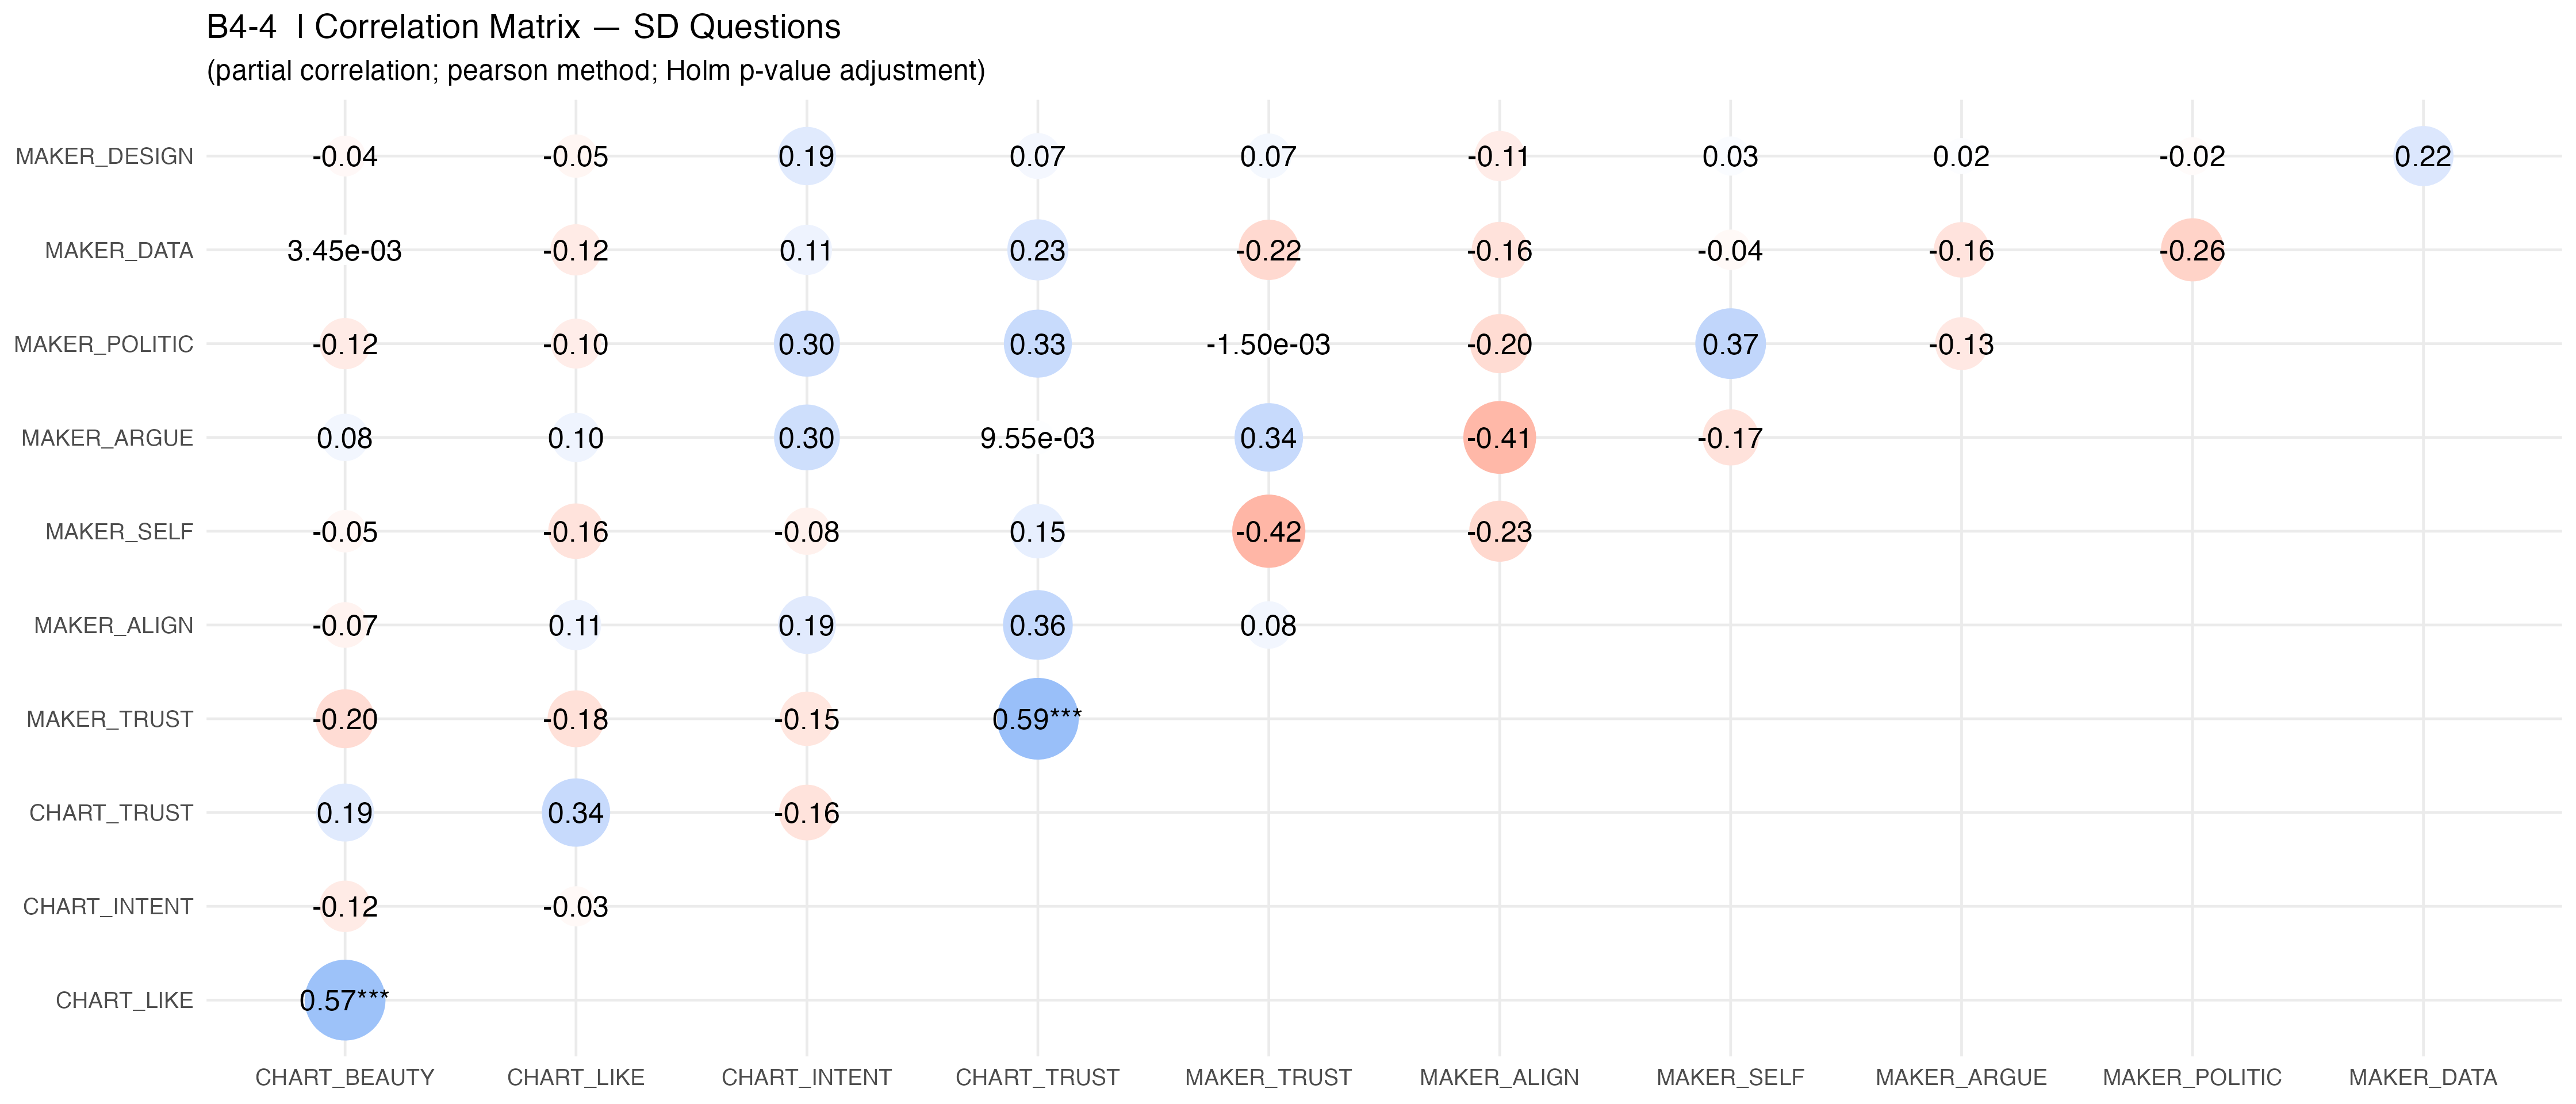 B4-4 | Correlation Matrix — SD Questions
(partial correlation; pearson method; Holm p-value adjustment)
MAKER_DESIGN -0.04 -0.05 0.19 0.07 0.07 -0.11 0.03 0.02 -0.02 0.22
MAKER_DATA 3.45e-03 -0.12 0.11 0.23 -0.22 -0.16 -0.04 -0.16 -0.26
MAKER_POLITIC -0.12 -0.10 0.30 0.33 -1.50e-03 -0.20 0.37 -0.13
MAKER_ARGUE 0.08 0.10 0.30 9.55e-03 0.34 -0.41 -0.17
MAKER_SELF -0.05 -0.16 -0.08 0.15 -0.42 -0.23
MAKER_ALIGN -0.07 0.11 0.19 0.36 0.08
MAKER_TRUST -0.20 -0.18 -0.15 0.59***
CHART_TRUST 0.19 0.34 -0.16
CHART_INTENT -0.12 -0.03
CHART_LIKE 0.57***
CHART_BEAUTY CHART_LIKE CHART_INTENT CHART_TRUST MAKER_TRUST MAKER_ALIGN MAKER_SELF MAKER_ARGUE MAKER_POLITIC MAKER_DATA